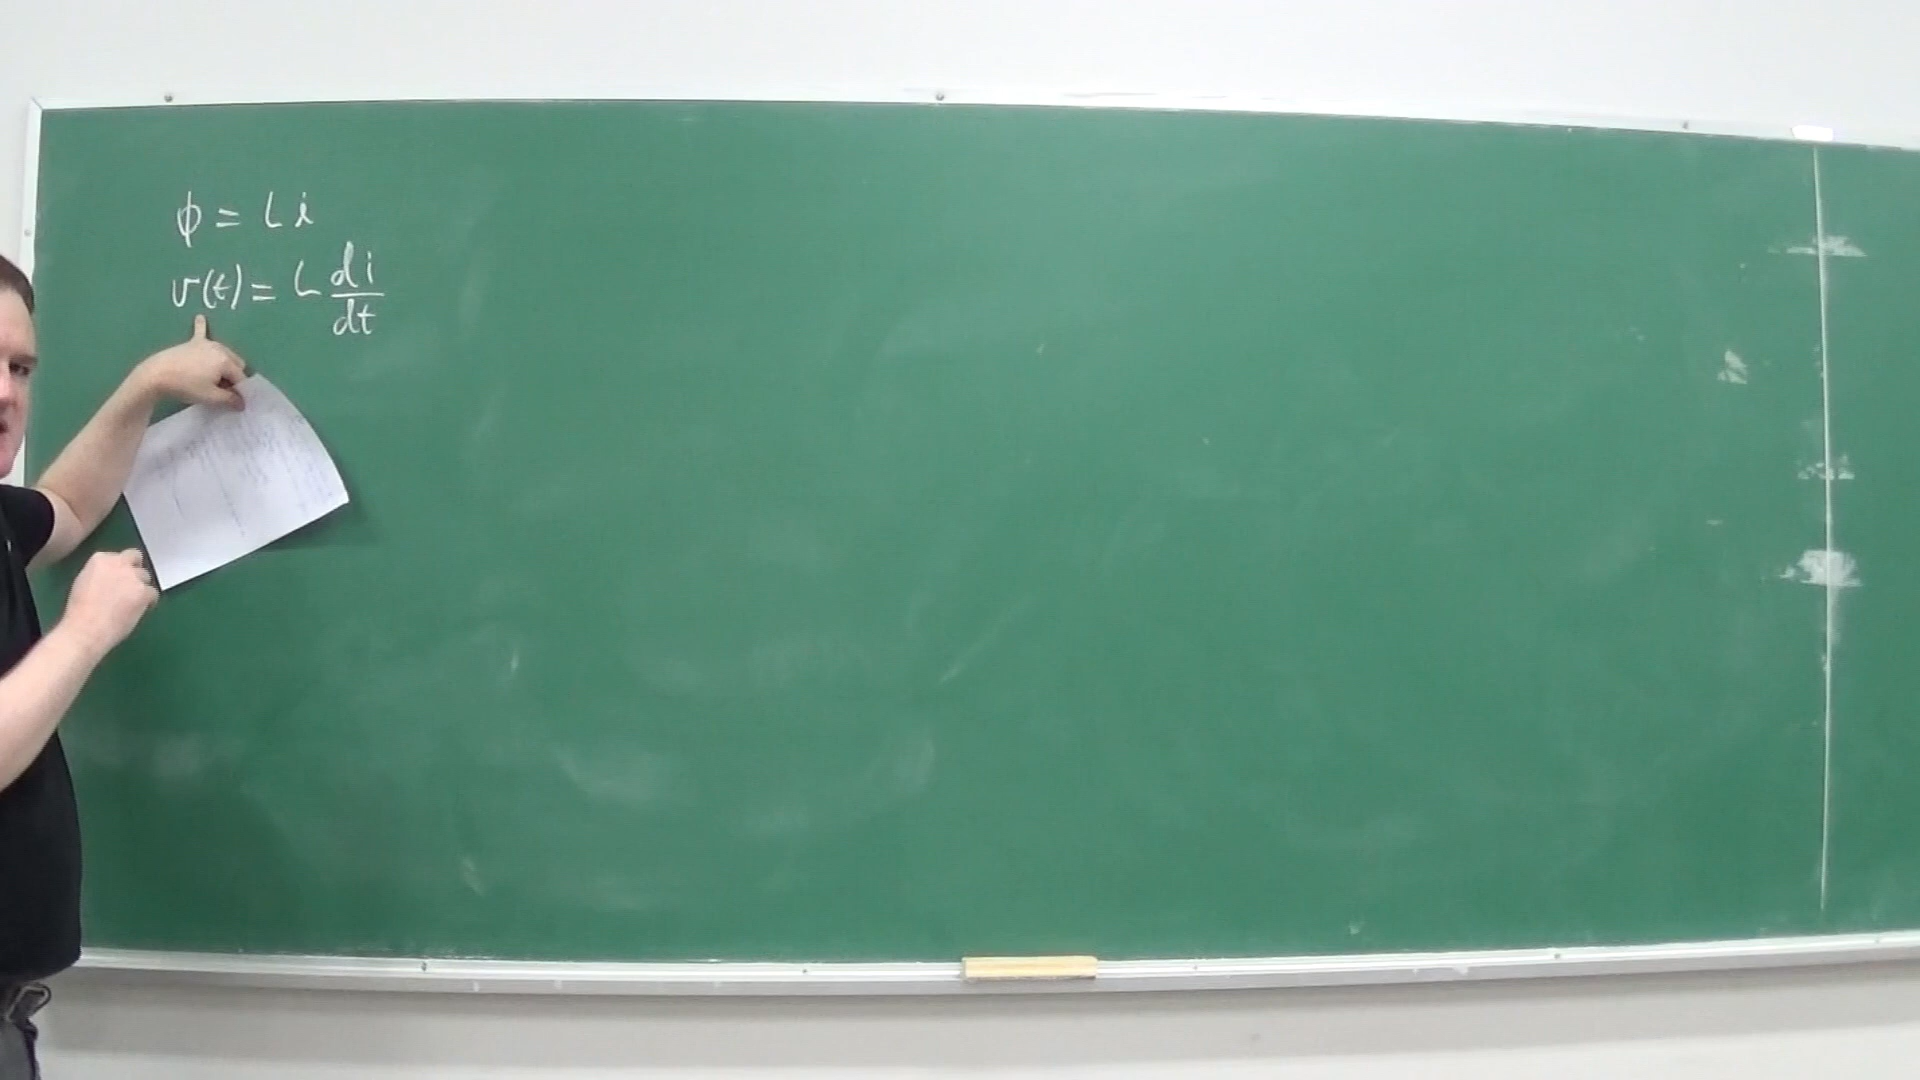 ϕ = L i
v(t) = L di/dt